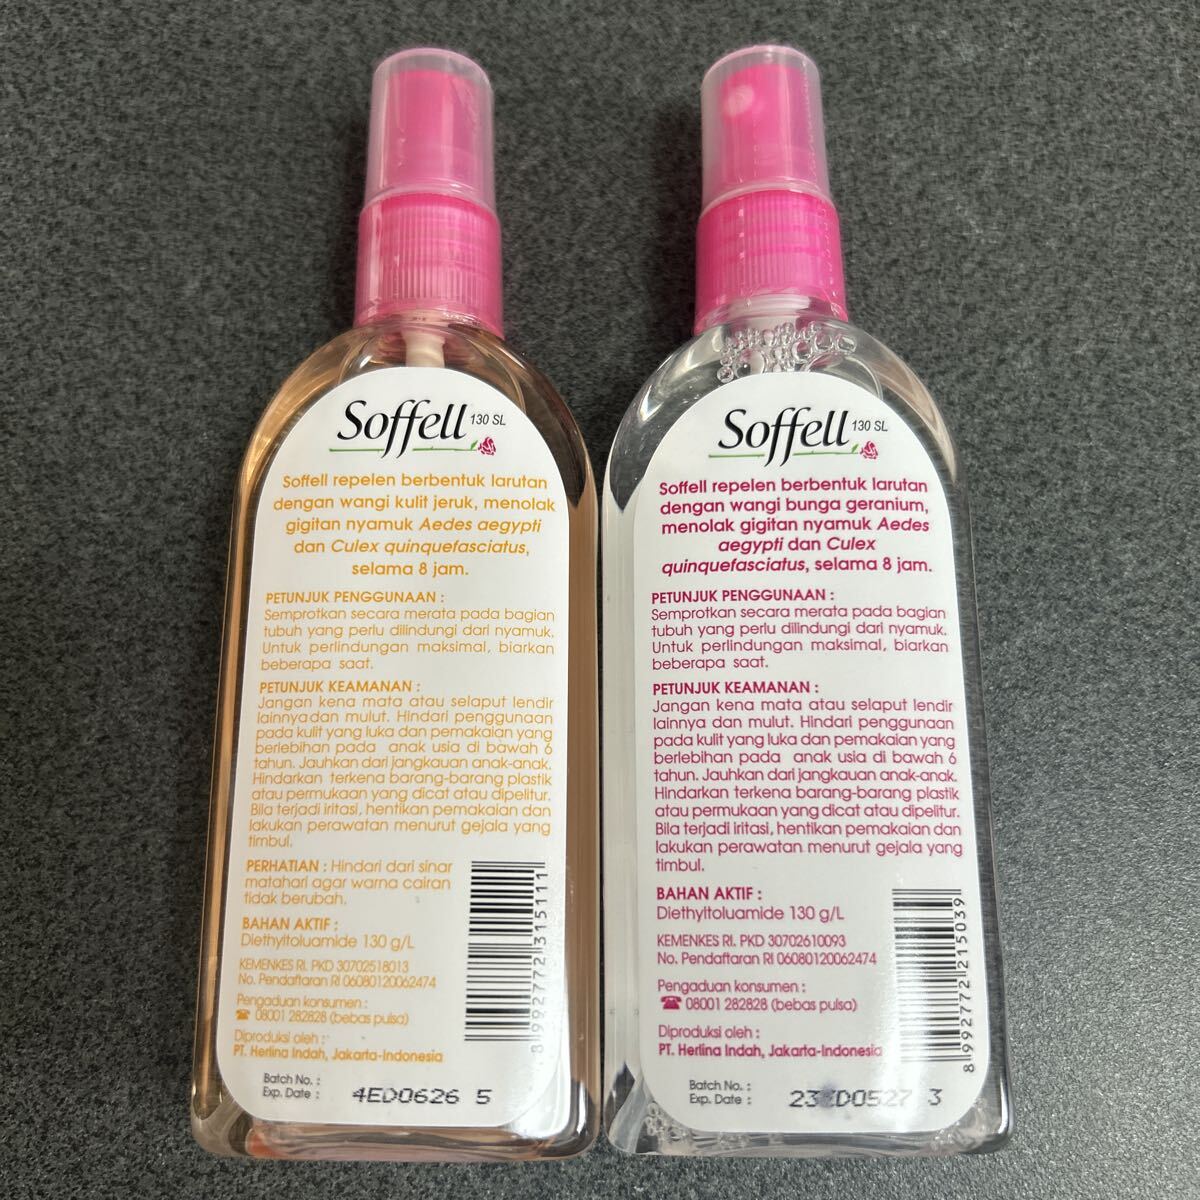 Soffell 130 SL
Soffell repelen berbentuk larutan
dengan wangi kulit jeruk, menolak
gigitan nyamuk Aedes aegypti
dan Culex quinquefasciatus,
selama 8 jam.
PETUNJUK PENGGUNAAN :
Semprotkan secara merata pada bagian
tubuh yang perlu dilindungi dari nyamuk.
Untuk perlindungan maksimal, biarkan
beberapa saat.
PETUNJUK KEAMANAN :
Jangan kena mata atau selaput lendir
lainnya dan mulut. Hindari penggunaan
pada kulit yang luka dan pemakaian yang
berlebihan pada anak usia di bawah 6
tahun. Jauhkan dari jangkauan anak-anak.
Hindarkan terkena barang-barang plastik
atau permukaan yang dicat atau dipelitur.
Bila terjadi iritasi, hentikan pemakaian dan
lakukan perawatan menurut gejala yang
timbul.
PERHATIAN : Hindari dari sinar
matahari agar warna cairan
tidak berubah.
BAHAN AKTIF :
Diethyltoluamide 130 g/L
KEMENKES RI. PKD 30702518013
No. Pendaftaran RI 06080120062474
Pengaduan konsumen :
☎ 08001 282828 (bebas pulsa)
Diproduksi oleh :
PT. Herlina Indah, Jakarta-Indonesia
8992772315111
Batch No. :
Exp. Date : 4ED0626 5
Soffell 130 SL
Soffell repelen berbentuk larutan
dengan wangi bunga geranium,
menolak gigitan nyamuk Aedes
aegypti dan Culex
quinquefasciatus, selama 8 jam.
PETUNJUK PENGGUNAAN :
Semprotkan secara merata pada bagian
tubuh yang perlu dilindungi dari nyamuk.
Untuk perlindungan maksimal, biarkan
beberapa saat.
PETUNJUK KEAMANAN :
Jangan kena mata atau selaput lendir
lainnya dan mulut. Hindari penggunaan
pada kulit yang luka dan pemakaian yang
berlebihan pada anak usia di bawah 6
tahun. Jauhkan dari jangkauan anak-anak.
Hindarkan terkena barang-barang plastik
atau permukaan yang dicat atau dipelitur.
Bila terjadi iritasi, hentikan pemakaian dan
lakukan perawatan menurut gejala yang
timbul.
BAHAN AKTIF :
Diethyltoluamide 130 g/L
KEMENKES RI. PKD 30702610093
No. Pendaftaran RI 06080120062474
Pengaduan konsumen :
☎ 08001 282828 (bebas pulsa)
Diproduksi oleh :
PT. Herlina Indah, Jakarta-Indonesia
8992772215039
Batch No. :
Exp. Date : 3